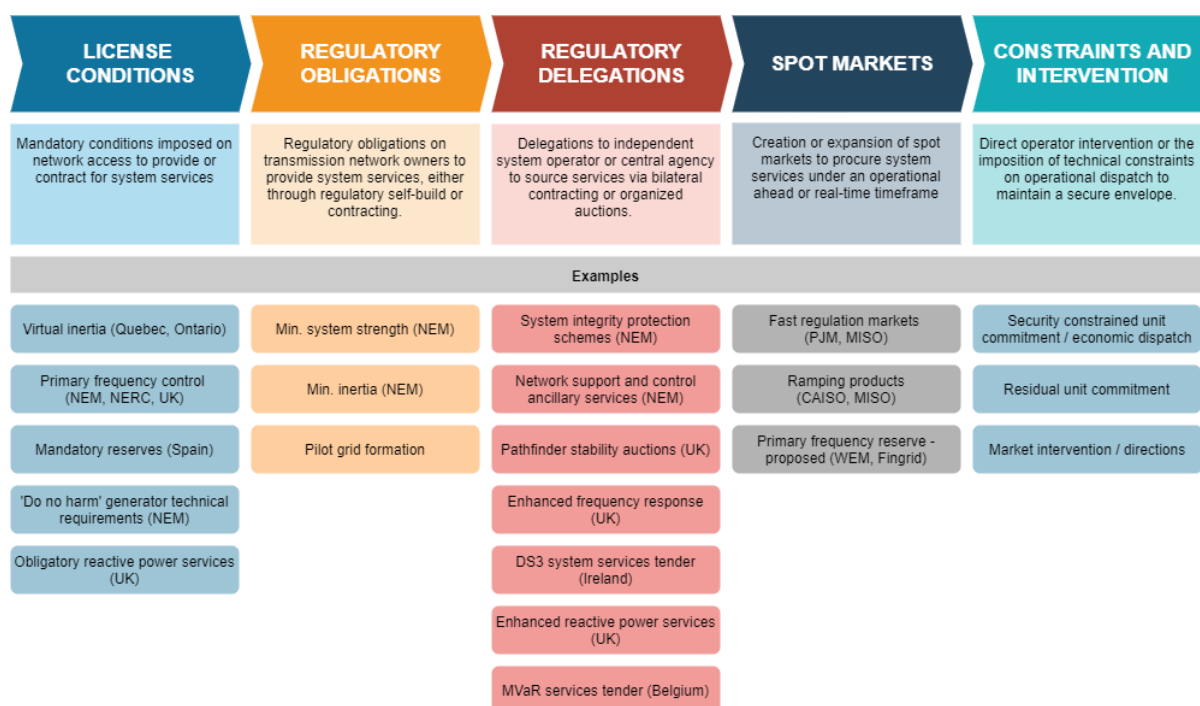 LICENSE
CONDITIONS
REGULATORY
OBLIGATIONS
REGULATORY
DELEGATIONS
SPOT MARKETS
CONSTRAINTS AND
INTERVENTION
Mandatory conditions imposed on
network access to provide or
contract for system services
Regulatory obligations on
transmission network owners to
provide system services, either
through regulatory self-build or
contracting.
Delegations to independent
system operator or central agency
to source services via bilateral
contracting or organized
auctions.
Creation or expansion of spot
markets to procure system
services under an operational
ahead or real-time timeframe
Direct operator intervention or the
imposition of technical constraints
on operational dispatch to
maintain a secure envelope.
Examples
Virtual inertia (Quebec, Ontario)
Primary frequency control
(NEM, NERC, UK)
Mandatory reserves (Spain)
'Do no harm' generator technical
requirements (NEM)
Obligatory reactive power services
(UK)
Min. system strength (NEM)
Min. inertia (NEM)
Pilot grid formation
System integrity protection
schemes (NEM)
Network support and control
ancillary services (NEM)
Pathfinder stability auctions (UK)
Enhanced frequency response
(UK)
DS3 system services tender
(Ireland)
Enhanced reactive power services
(UK)
MVaR services tender (Belgium)
Fast regulation markets
(PJM, MISO)
Ramping products
(CAISO, MISO)
Primary frequency reserve -
proposed (WEM, Fingrid)
Security constrained unit
commitment / economic dispatch
Residual unit commitment
Market intervention / directions